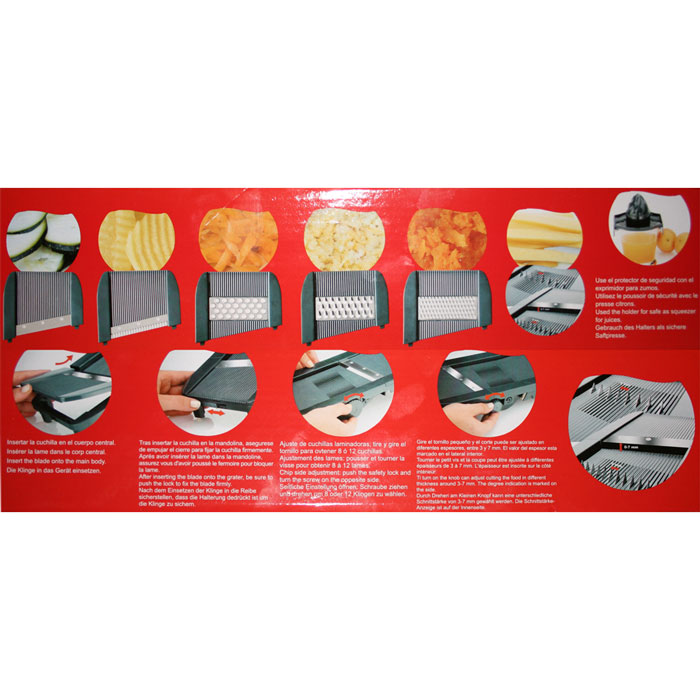 Use el protector de seguridad con el
exprimidor para zumos.
Utilisez le poussoir de sécurité avec le
presse citrons.
Used the holder for safe as squeezer
for juices.
Gebrauch des Halters als sichere
Saftpresse.
Insertar la cuchilla en el cuerpo central.
Insérer la lame dans le corp central.
Insert the blade onto the main body.
Die Klinge in das Gerät einsetzen.
Tras insertar la cuchilla en la mandolina, asegurese
de empujar el cierre para fijar la cuchilla firmemente.
Après avoir insérer la lame dans la mandoline,
assurez vous d'avoir poussé le fermoir pour bloquer
la lame.
After inserting the blade onto the grater, be sure to
push the lock to fix the blade firmly.
Nach dem Einsetzen der Klinge in die Reibe
sicherstellen, dass die Halterung gedrückt ist um
die Klinge zu sichern.
Ajuste de cuchillas laminadoras, tire y gire el
tornillo para ovtener 8 ó 12 cuchillas.
Ajustement des lames, pousser et tourner la
visse pour obtenir 8 à 12 lames.
Chip side adjustment: push the safety lock and
turn the screw on the opposite side.
Seitliche Einstellung öffnen: Schraube ziehen
und drehen um 8 oder 12 Klingen zu wählen.
Gire el tornillo pequeño y el corte puede ser ajustado en
diferentes espesores, entre 3 y 7 mm. El valor del espesor esta
marcado en el lateral interior.
Tourner le petit vis et la coupe peut être ajustée à différentes
épaisseurs de 3 à 7 mm. L'épaisseur est inscrite sur le côté
intérieur.
Tl turn on the knob can adjust cutting the food in different
thickness around 3-7 mm. The degree indication is marked on
the side.
Durch Drehen am Kleinen Knopf kann eine unterschiedliche
Schnittstärke von 3-7 mm gewählt werden. Die Schnittstärke-
Anzeige ist auf der Innenseite.